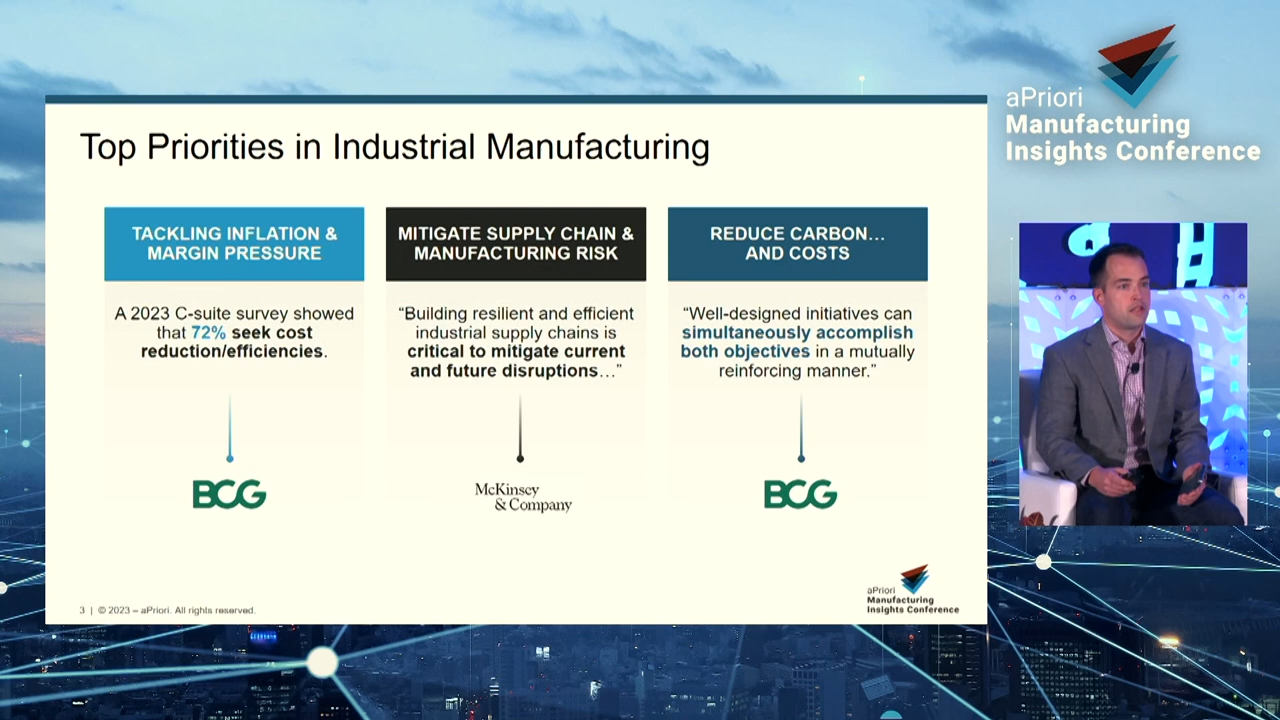 aPriori
Manufacturing
Insights Conference
Top Priorities in Industrial Manufacturing
TACKLING INFLATION &
MARGIN PRESSURE
A 2023 C-suite survey showed
that 72% seek cost
reduction/efficiencies.
BCG
MITIGATE SUPPLY CHAIN &
MANUFACTURING RISK
“Building resilient and efficient
industrial supply chains is
critical to mitigate current
and future disruptions…”
McKinsey
& Company
REDUCE CARBON…
AND COSTS
“Well-designed initiatives can
simultaneously accomplish
both objectives in a mutually
reinforcing manner.”
BCG
3 | © 2023 – aPriori. All rights reserved.
aPriori
Manufacturing
Insights Conference